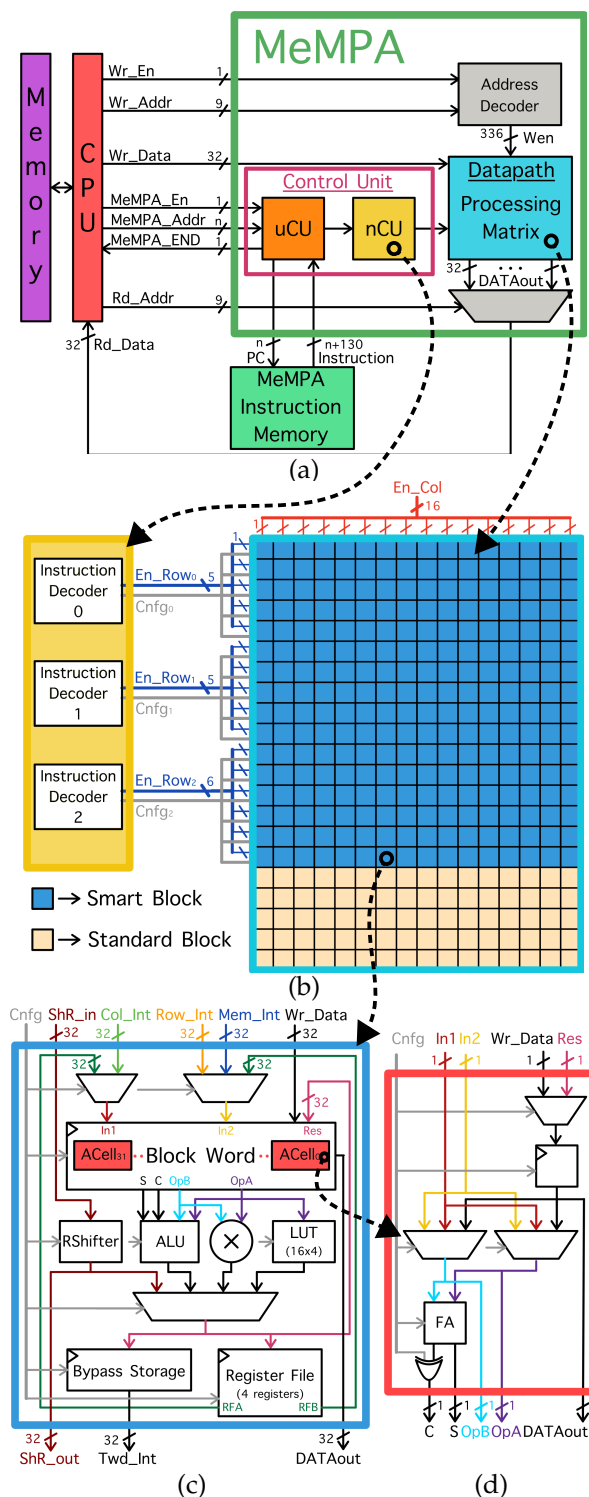 MeMPA
Memory
CPU
Wr_En
1
Wr_Addr
9
Address
Decoder
336
Wen
Wr_Data
32
Datapath
Processing
Matrix
Control Unit
MeMPA_En
1
MeMPA_Addr
n
MeMPA_END
1
uCU
nCU
32
...
DATAout
Rd_Addr
9
32
Rd_Data
n
PC
n+130
Instruction
MeMPA
Instruction
Memory
(a)
En_Col
16
1
1
Instruction
Decoder
0
En_Row0
5
Cnfg0
Instruction
Decoder
1
En_Row1
5
Cnfg1
Instruction
Decoder
2
En_Row2
6
Cnfg2
Smart Block
Standard Block
(b)
Cnfg ShR_in Col_Int Row_Int Mem_Int Wr_Data
32 32 32 32 32
32 32
32
In1 In2 Res
ACell31 Block Word ACell0
S C OpB OpA
RShifter
ALU
×
LUT
(16x4)
Bypass Storage
Register File
(4 registers)
RFA RFB
32 32 32
ShR_out Twd_Int DATAout
(c)
Cnfg In1 In2 Wr_Data Res
1 1 1 1
FA
1 1 1 1 1
C S OpB OpA DATAout
(d)